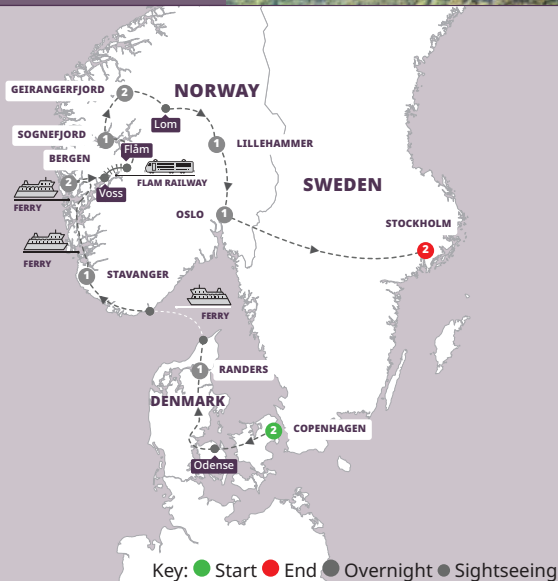 GEIRANGERFJORD
2
NORWAY
Lom
SOGNEFJORD
1
Flåm
1
LILLEHAMMER
BERGEN
2
Voss
FLAM RAILWAY
SWEDEN
FERRY
OSLO
1
STOCKHOLM
2
FERRY
1
STAVANGER
FERRY
1
RANDERS
DENMARK
2
COPENHAGEN
Odense
Key: Start End Overnight Sightseeing